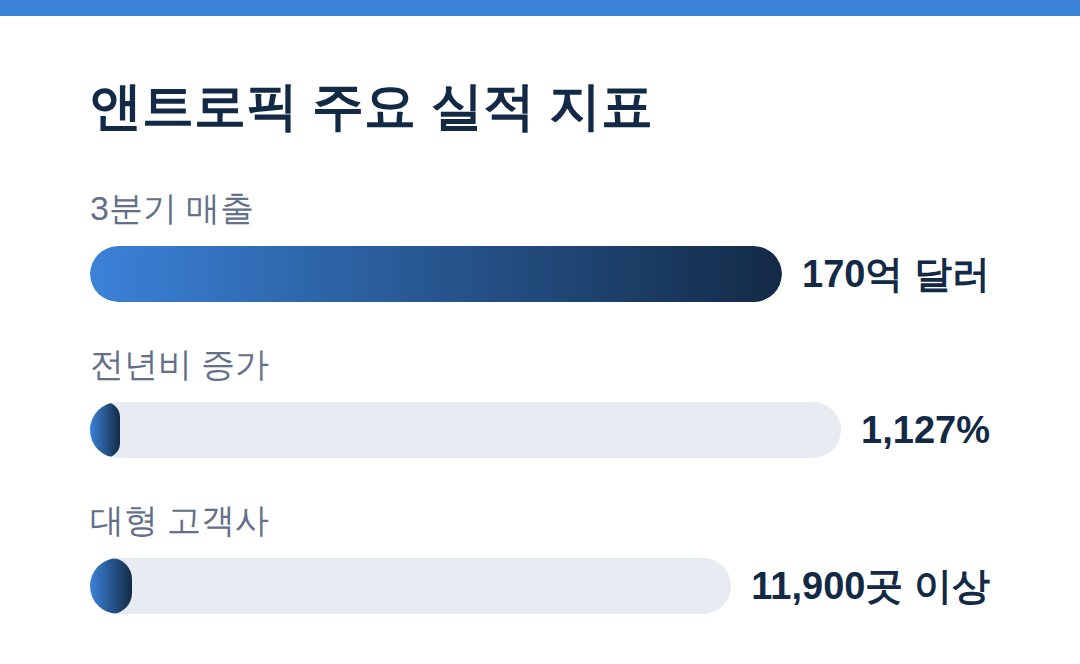 앤트로픽 주요 실적 지표
3분기 매출
170억 달러
전년비 증가
1,127%
대형 고객사
11,900곳 이상